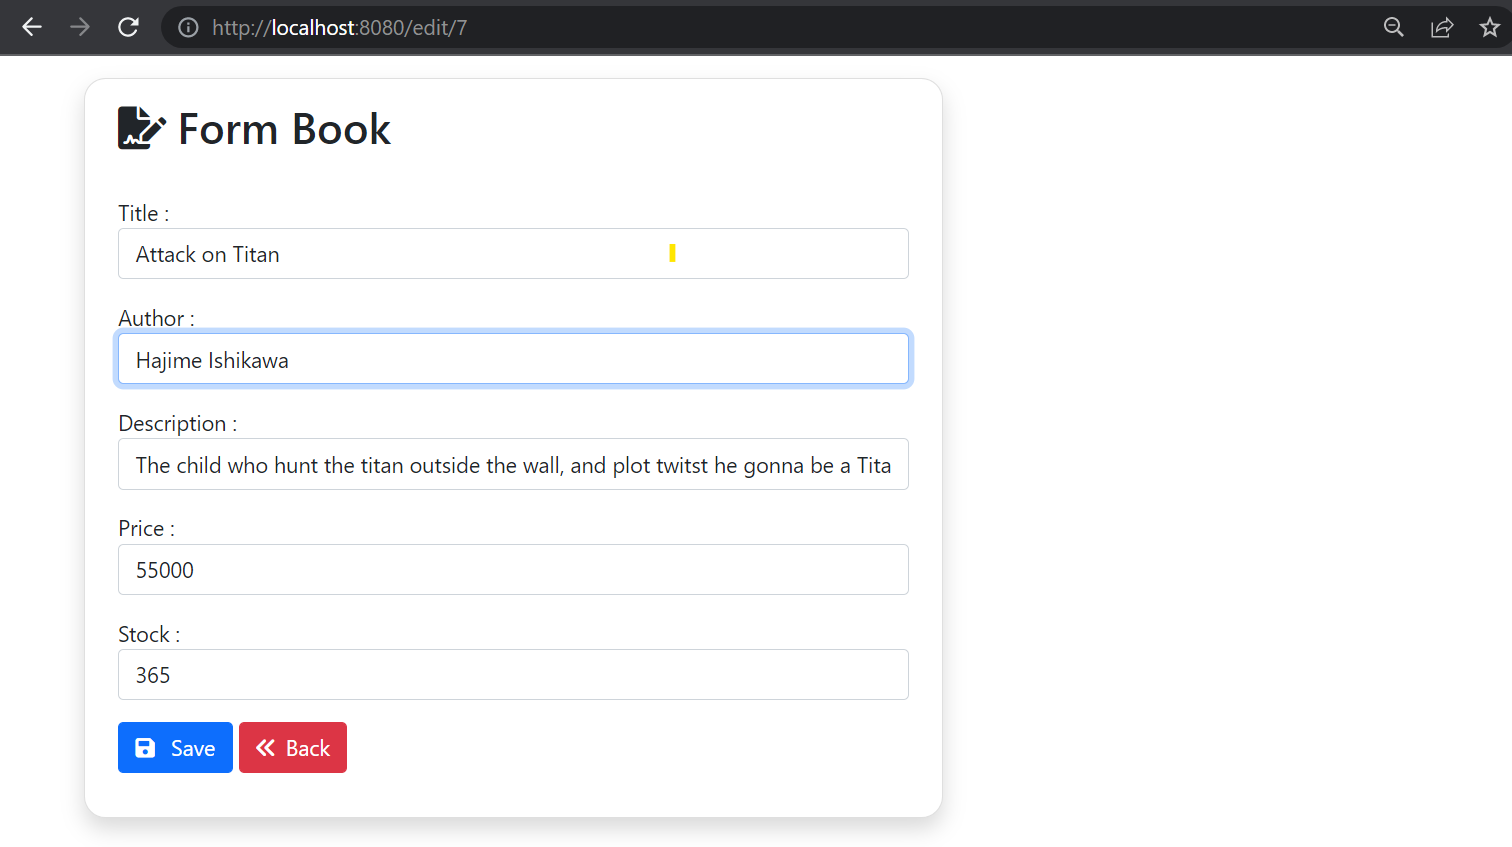 http://localhost:8080/edit/7
Form Book
Title :
Attack on Titan
Author :
Hajime Ishikawa
Description :
The child who hunt the titan outside the wall, and plot twitst he gonna be a Tita
Price :
55000
Stock :
365
Save
Back